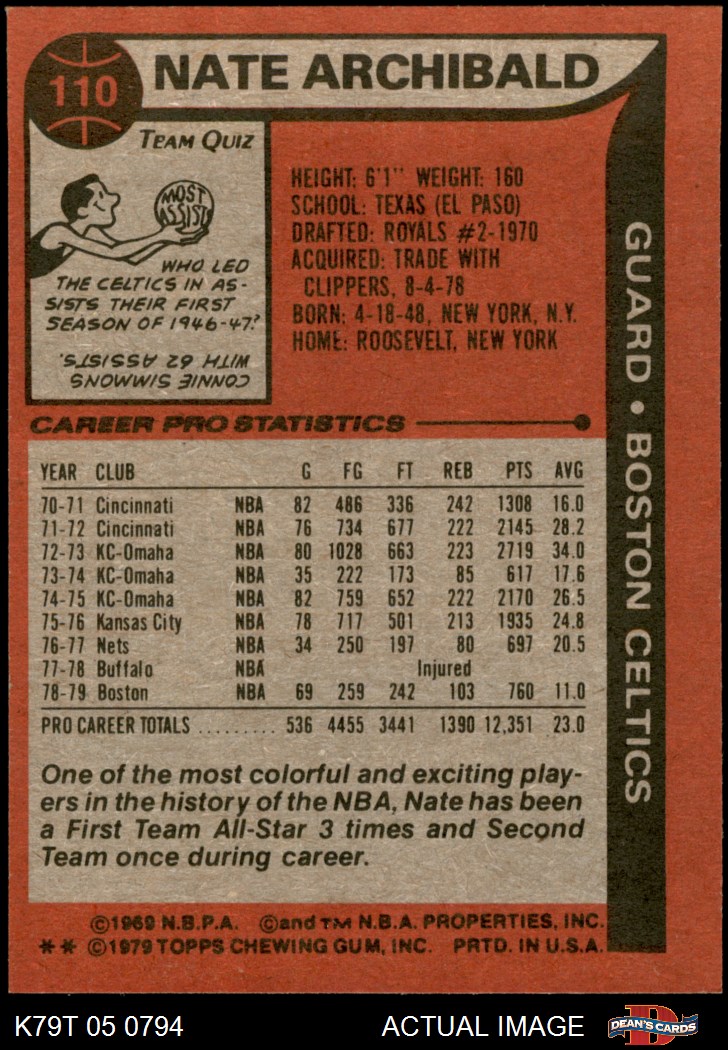 110
NATE ARCHIBALD
TEAM QUIZ
MOST
ASSISTS
WHO LED
THE CELTICS IN AS-
SISTS THEIR FIRST
SEASON OF 1946-47?
CONNIE SIMMONS
WITH 62 ASSISTS.
HEIGHT: 6'1" WEIGHT: 160
SCHOOL: TEXAS (EL PASO)
DRAFTED: ROYALS #2-1970
ACQUIRED: TRADE WITH
CLIPPERS, 8-4-78
BORN: 4-18-48, NEW YORK, N.Y.
HOME: ROOSEVELT, NEW YORK
GUARD • BOSTON CELTICS
CAREER PRO STATISTICS
YEAR CLUB G FG FT REB PTS AVG
70-71 Cincinnati NBA 82 486 336 242 1308 16.0
71-72 Cincinnati NBA 76 734 677 222 2145 28.2
72-73 KC-Omaha NBA 80 1028 663 223 2719 34.0
73-74 KC-Omaha NBA 35 222 173 85 617 17.6
74-75 KC-Omaha NBA 82 759 652 222 2170 26.5
75-76 Kansas City NBA 78 717 501 213 1935 24.8
76-77 Nets NBA 34 250 197 80 697 20.5
77-78 Buffalo NBA Injured
78-79 Boston NBA 69 259 242 103 760 11.0
PRO CAREER TOTALS ......... 536 4455 3441 1390 12,351 23.0
One of the most colorful and exciting play-
ers in the history of the NBA, Nate has been
a First Team All-Star 3 times and Second
Team once during career.
©1969 N.B.P.A. ©and TM N.B.A. PROPERTIES, INC.
** ©1979 TOPPS CHEWING GUM, INC. PRTD. IN U.S.A.
K79T 05 0794
ACTUAL IMAGE
D
DEAN'S CARDS